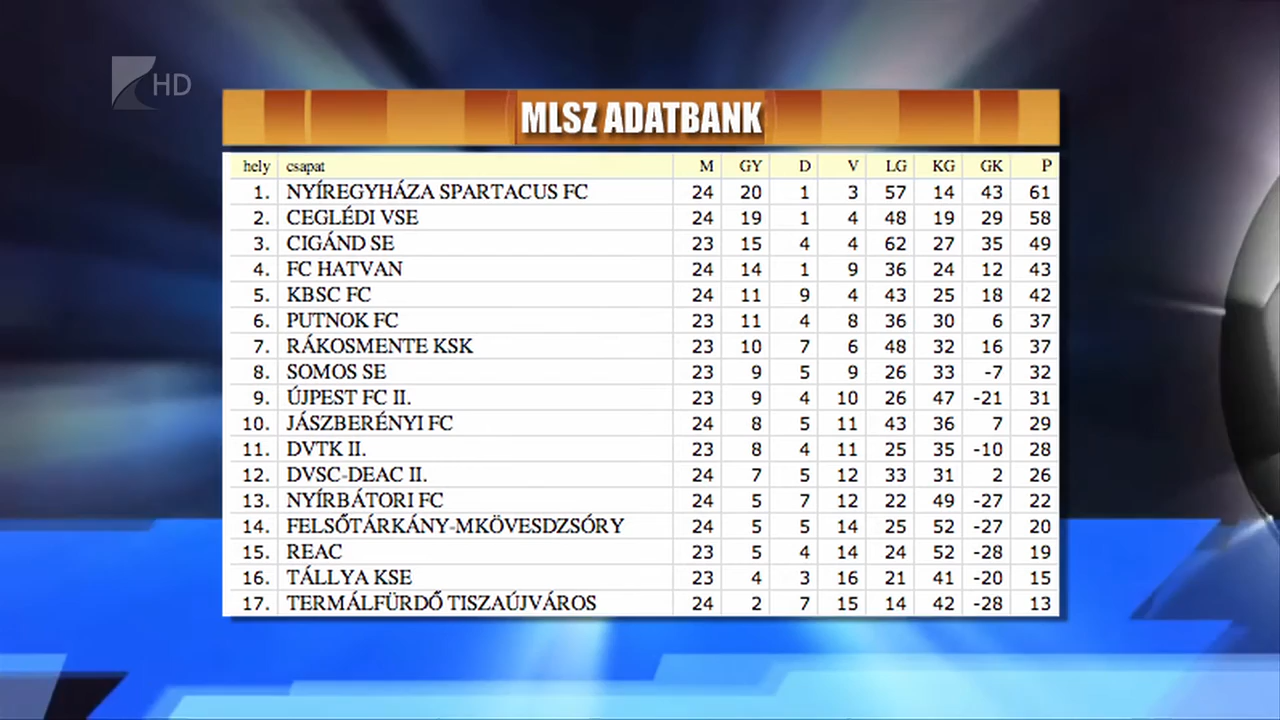 HD
MLSZ ADATBANK
hely csapat M GY D V LG KG GK P
1. NYÍREGYHÁZA SPARTACUS FC 24 20 1 3 57 14 43 61
2. CEGLÉDI VSE 24 19 1 4 48 19 29 58
3. CIGÁND SE 23 15 4 4 62 27 35 49
4. FC HATVAN 24 14 1 9 36 24 12 43
5. KBSC FC 24 11 9 4 43 25 18 42
6. PUTNOK FC 23 11 4 8 36 30 6 37
7. RÁKOSMENTE KSK 23 10 7 6 48 32 16 37
8. SOMOS SE 23 9 5 9 26 33 -7 32
9. ÚJPEST FC II. 23 9 4 10 26 47 -21 31
10. JÁSZBERÉNYI FC 24 8 5 11 43 36 7 29
11. DVTK II. 23 8 4 11 25 35 -10 28
12. DVSC-DEAC II. 24 7 5 12 33 31 2 26
13. NYÍRBÁTORI FC 24 5 7 12 22 49 -27 22
14. FELSŐTÁRKÁNY-MKÖVESDZSÓRY 24 5 5 14 25 52 -27 20
15. REAC 23 5 4 14 24 52 -28 19
16. TÁLLYA KSE 23 4 3 16 21 41 -20 15
17. TERMÁLFÜRDŐ TISZAÚJVÁROS 24 2 7 15 14 42 -28 13